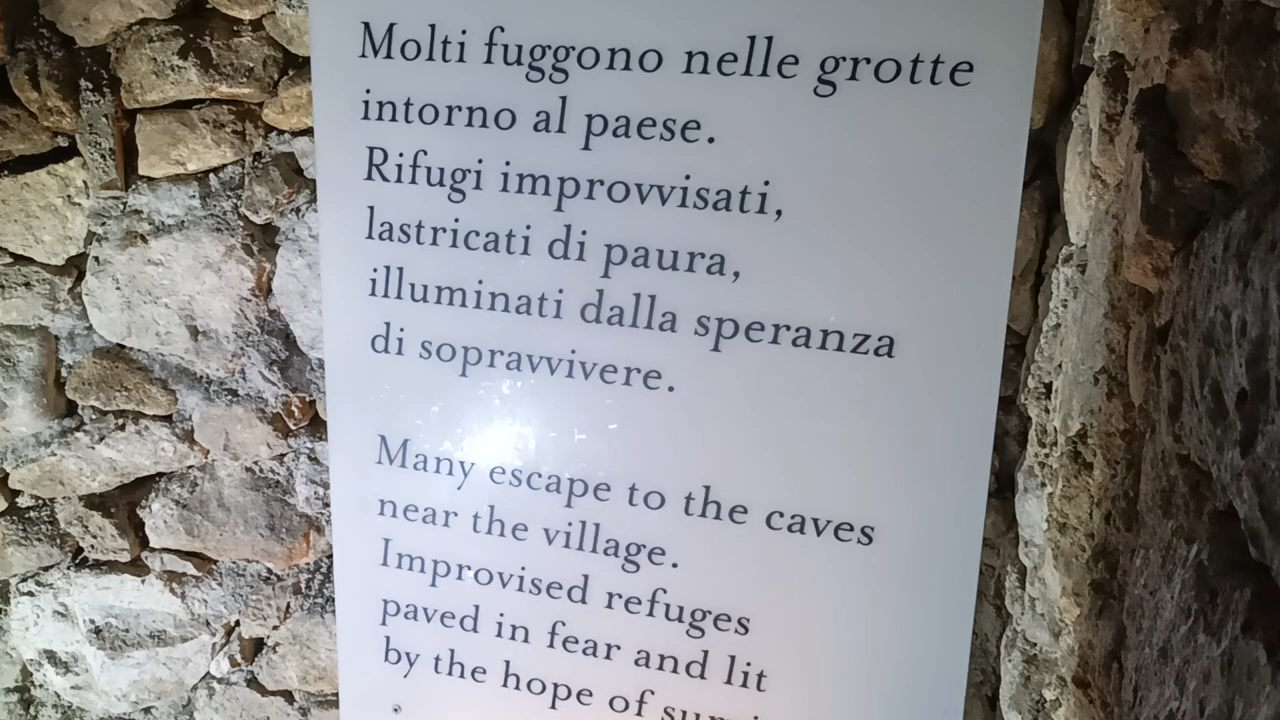 Molti fuggono nelle grotte
intorno al paese.
Rifugi improvvisati,
lastricati di paura,
illuminati dalla speranza
di sopravvivere.
Many escape to the caves
near the village.
Improvised refuges
paved in fear and lit
by the hope of